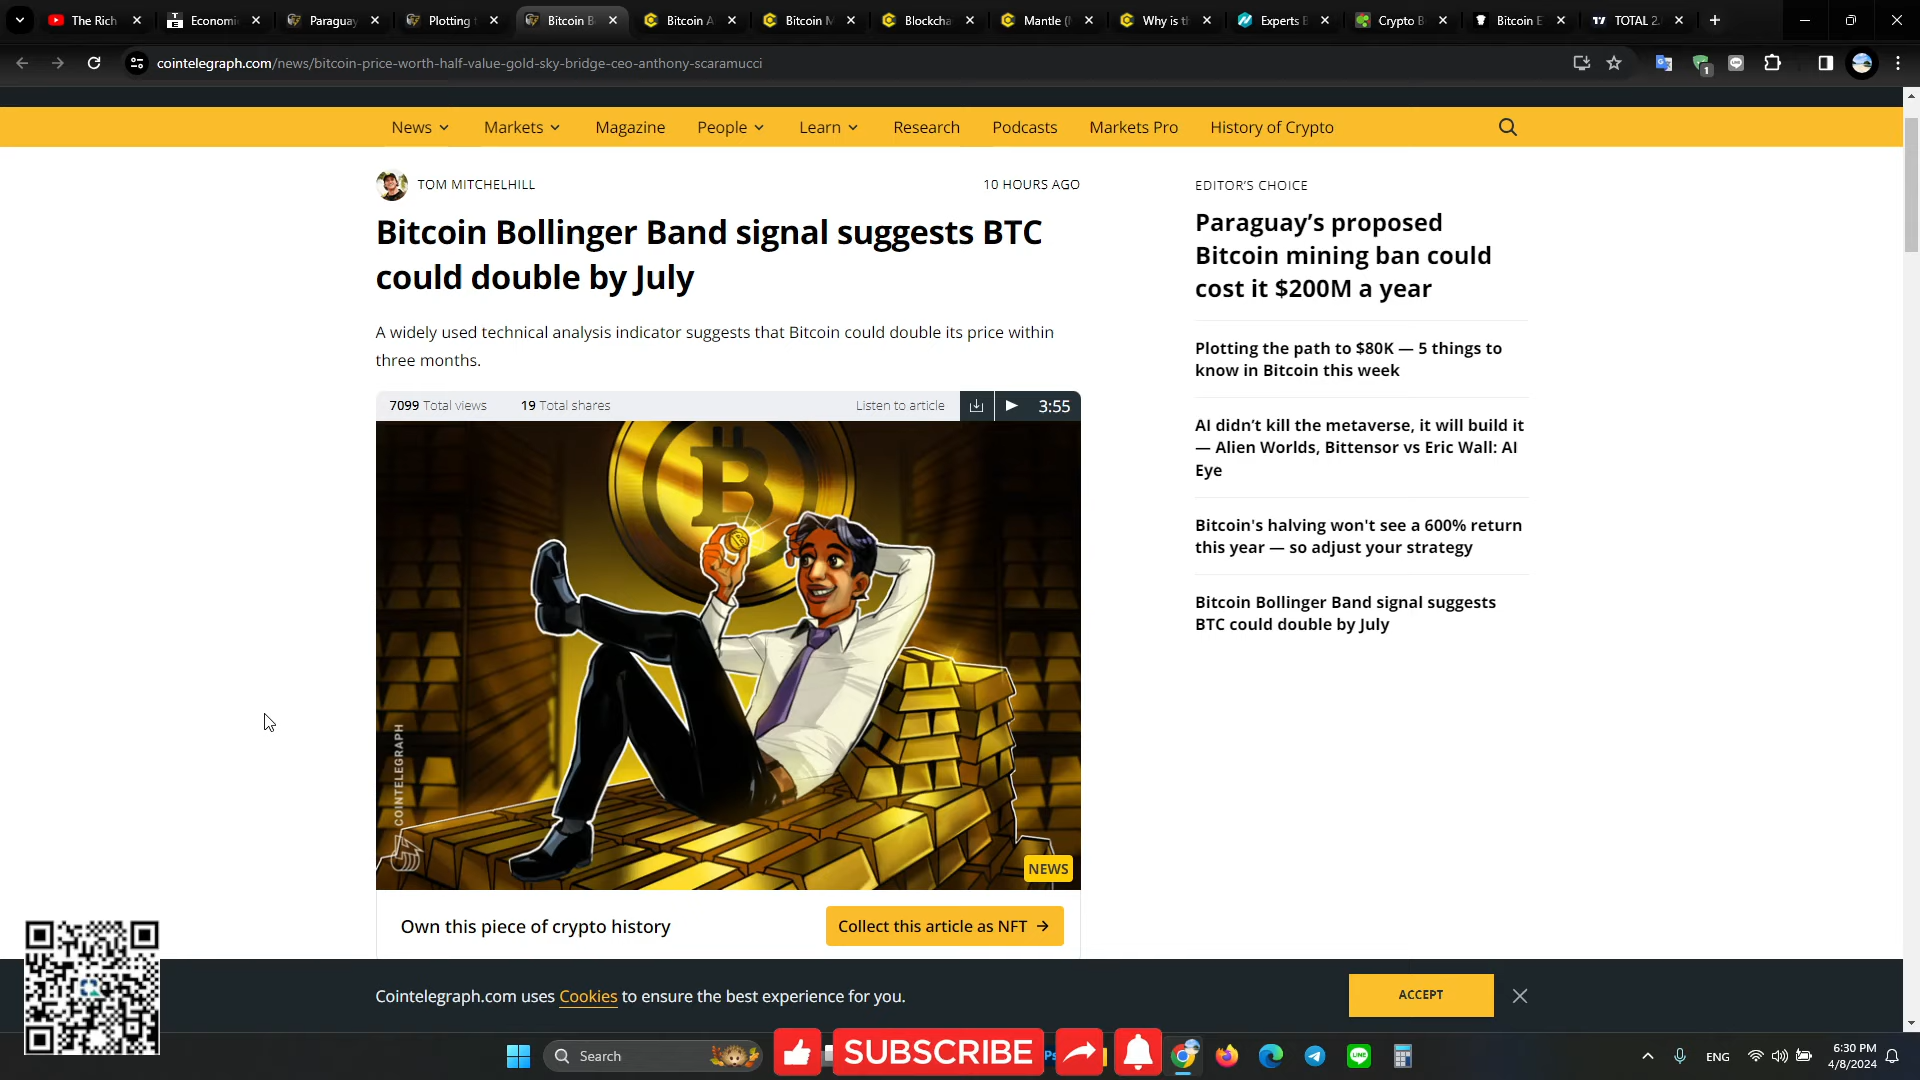 The Rich
Economi
Paraguay
Plotting
Bitcoin B
Bitcoin A
Bitcoin M
Blockcha
Mantle (
Why is t
Experts B
Crypto B
Bitcoin E
TOTAL 2.
cointelegraph.com/news/bitcoin-price-worth-half-value-gold-sky-bridge-ceo-anthony-scaramucci
News
Markets
Magazine
People
Learn
Research
Podcasts
Markets Pro
History of Crypto
TOM MITCHELHILL
10 HOURS AGO
Bitcoin Bollinger Band signal suggests BTC
could double by July
A widely used technical analysis indicator suggests that Bitcoin could double its price within
three months.
7099 Total views
19 Total shares
Listen to article
3:55
COINTELEGRAPH
NEWS
Own this piece of crypto history
Collect this article as NFT →
EDITOR'S CHOICE
Paraguay's proposed
Bitcoin mining ban could
cost it $200M a year
Plotting the path to $80K — 5 things to
know in Bitcoin this week
AI didn't kill the metaverse, it will build it
— Alien Worlds, Bittensor vs Eric Wall: AI
Eye
Bitcoin's halving won't see a 600% return
this year — so adjust your strategy
Bitcoin Bollinger Band signal suggests
BTC could double by July
Cointelegraph.com uses Cookies to ensure the best experience for you.
ACCEPT
Search
SUBSCRIBE
Ps
LINE
ENG
6:30 PM
4/8/2024